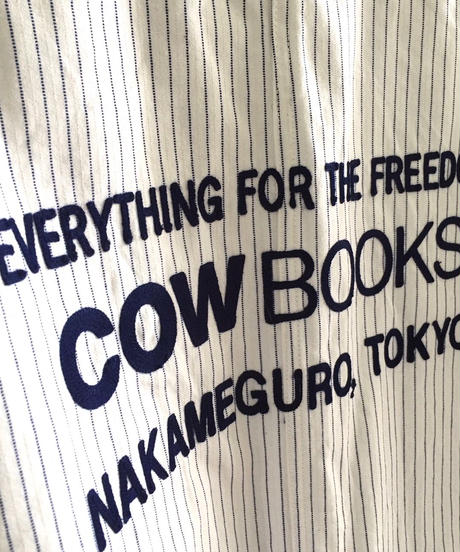 EVERYTHING FOR THE FREEDO
COW BOOKS
NAKAMEGURO, TOKYO